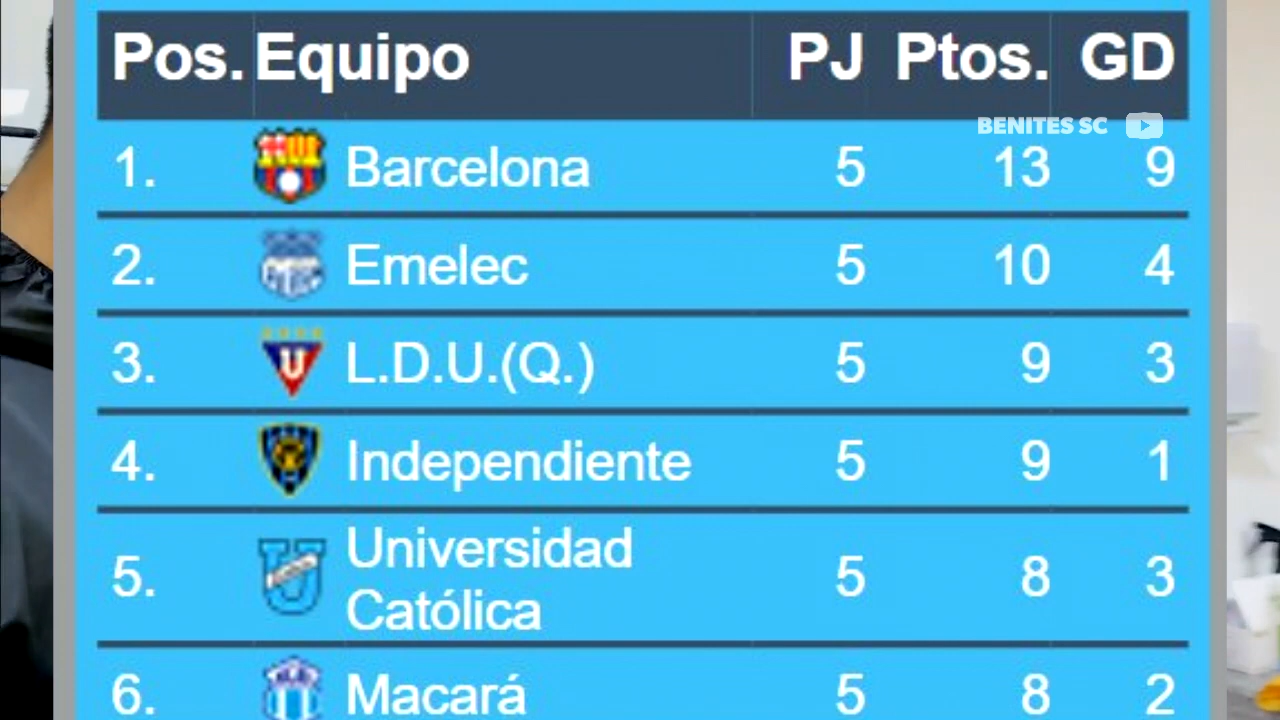 Pos. Equipo PJ Ptos. GD
BENITES SC
1. Barcelona 5 13 9
2. Emelec 5 10 4
3. L.D.U.(Q.) 5 9 3
4. Independiente 5 9 1
5. Universidad
Católica 5 8 3
6. Macará 5 8 2